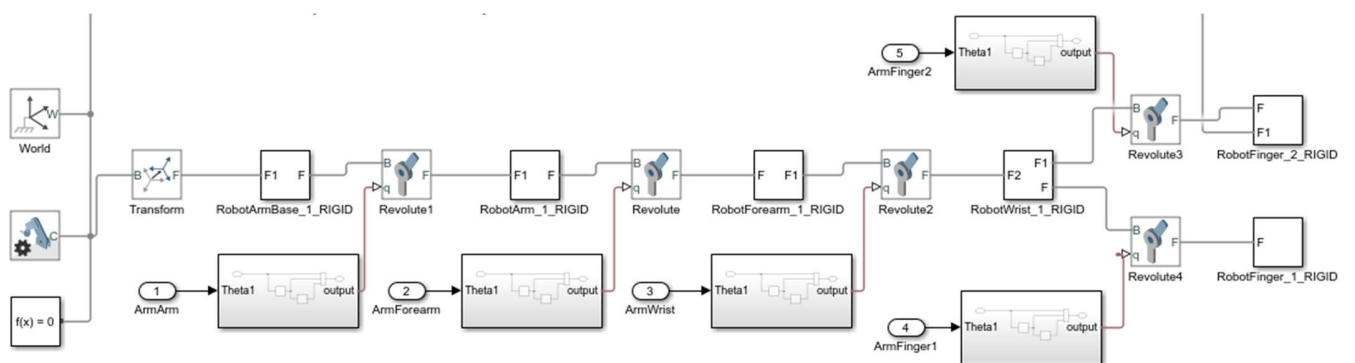 5
ArmFinger2
Theta1
output
W
World
B
q
F
Revolute3
F
F1
RobotFinger_2_RIGID
B
F
Transform
F1
F
RobotArmBase_1_RIGID
B
q
F
Revolute1
F1
F
RobotArm_1_RIGID
B
q
F
Revolute
F
F1
RobotForearm_1_RIGID
B
q
F
Revolute2
F2
F1
F
RobotWrist_1_RIGID
C
B
q
F
Revolute4
F
RobotFinger_1_RIGID
f(x) = 0
1
ArmArm
Theta1
output
2
ArmForearm
Theta1
output
3
ArmWrist
Theta1
output
4
ArmFinger1
Theta1
output